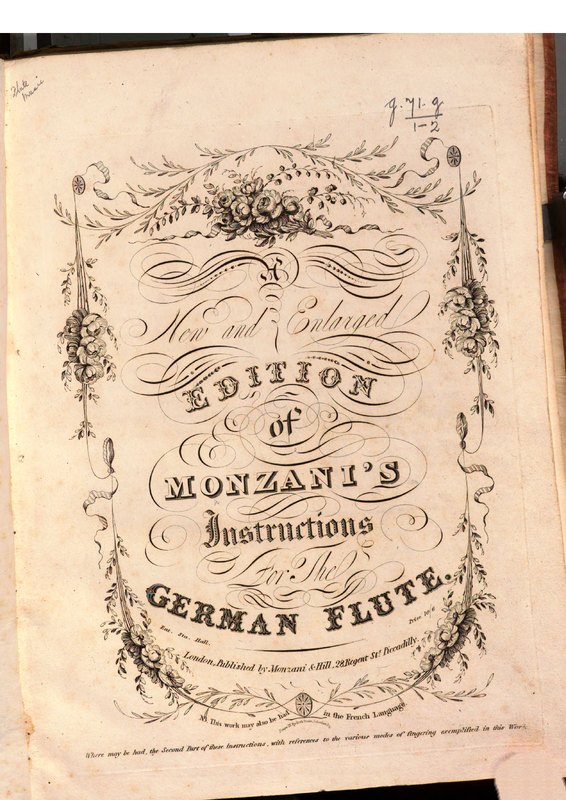 Flute
Music
g. 71. g
1-2
A
New and Enlarged
EDITION
of
MONZANI'S
Instructions
For The
GERMAN FLUTE.
Ent. Sta. Hall.
London, Published by Monzani & Hill, 28, Regent Stt. Piccadilly.
This work may also be had in the French Language
Where may be had, the Second Part of those Instructions, with references to the various modes of fingering exemplified in this Work